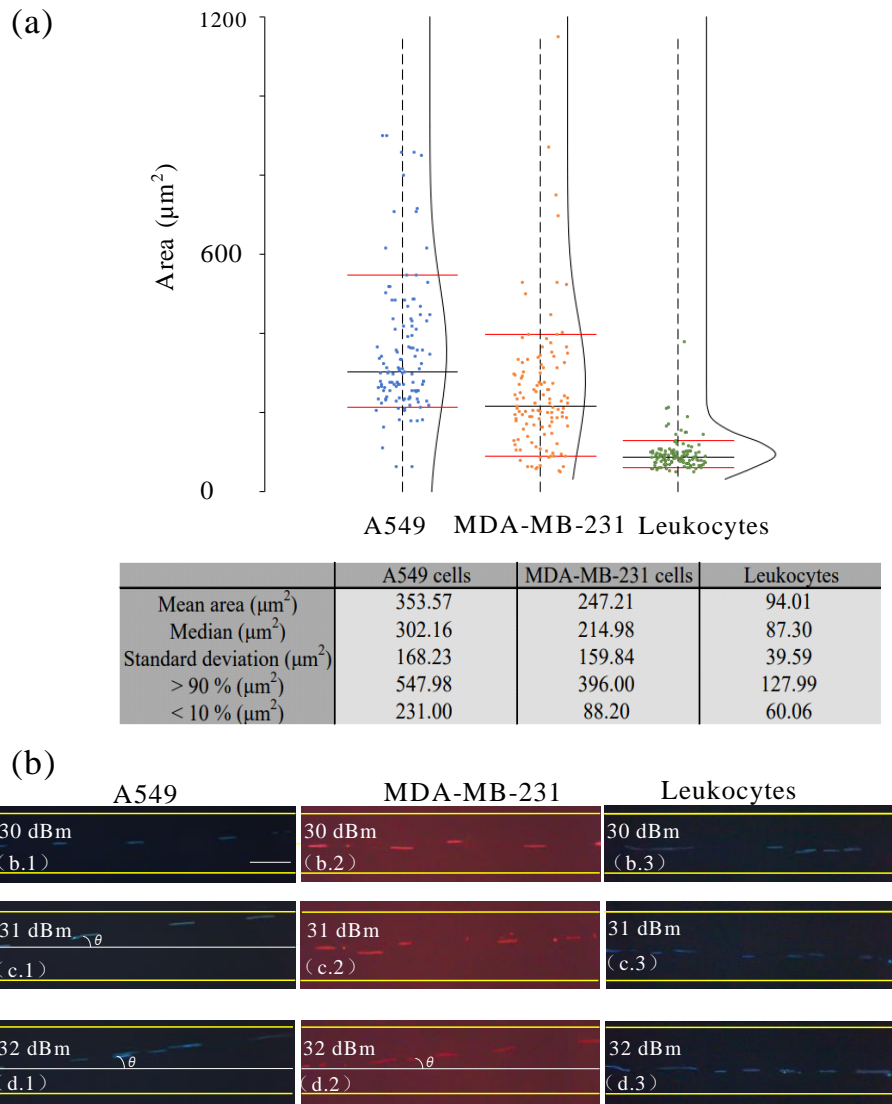 (a)
1200
600
0
Area (μm²)
A549 MDA-MB-231 Leukocytes
A549 cells MDA-MB-231 cells Leukocytes
Mean area (μm²) 353.57 247.21 94.01
Median (μm²) 302.16 214.98 87.30
Standard deviation (μm²) 168.23 159.84 39.59
> 90 % (μm²) 547.98 396.00 127.99
< 10 % (μm²) 231.00 88.20 60.06
(b)
A549 MDA-MB-231 Leukocytes
30 dBm 30 dBm 30 dBm
(b.1) (b.2) (b.3)
31 dBm 31 dBm 31 dBm
θ
(c.1) (c.2) (c.3)
32 dBm 32 dBm 32 dBm
θ θ
(d.1) (d.2) (d.3)